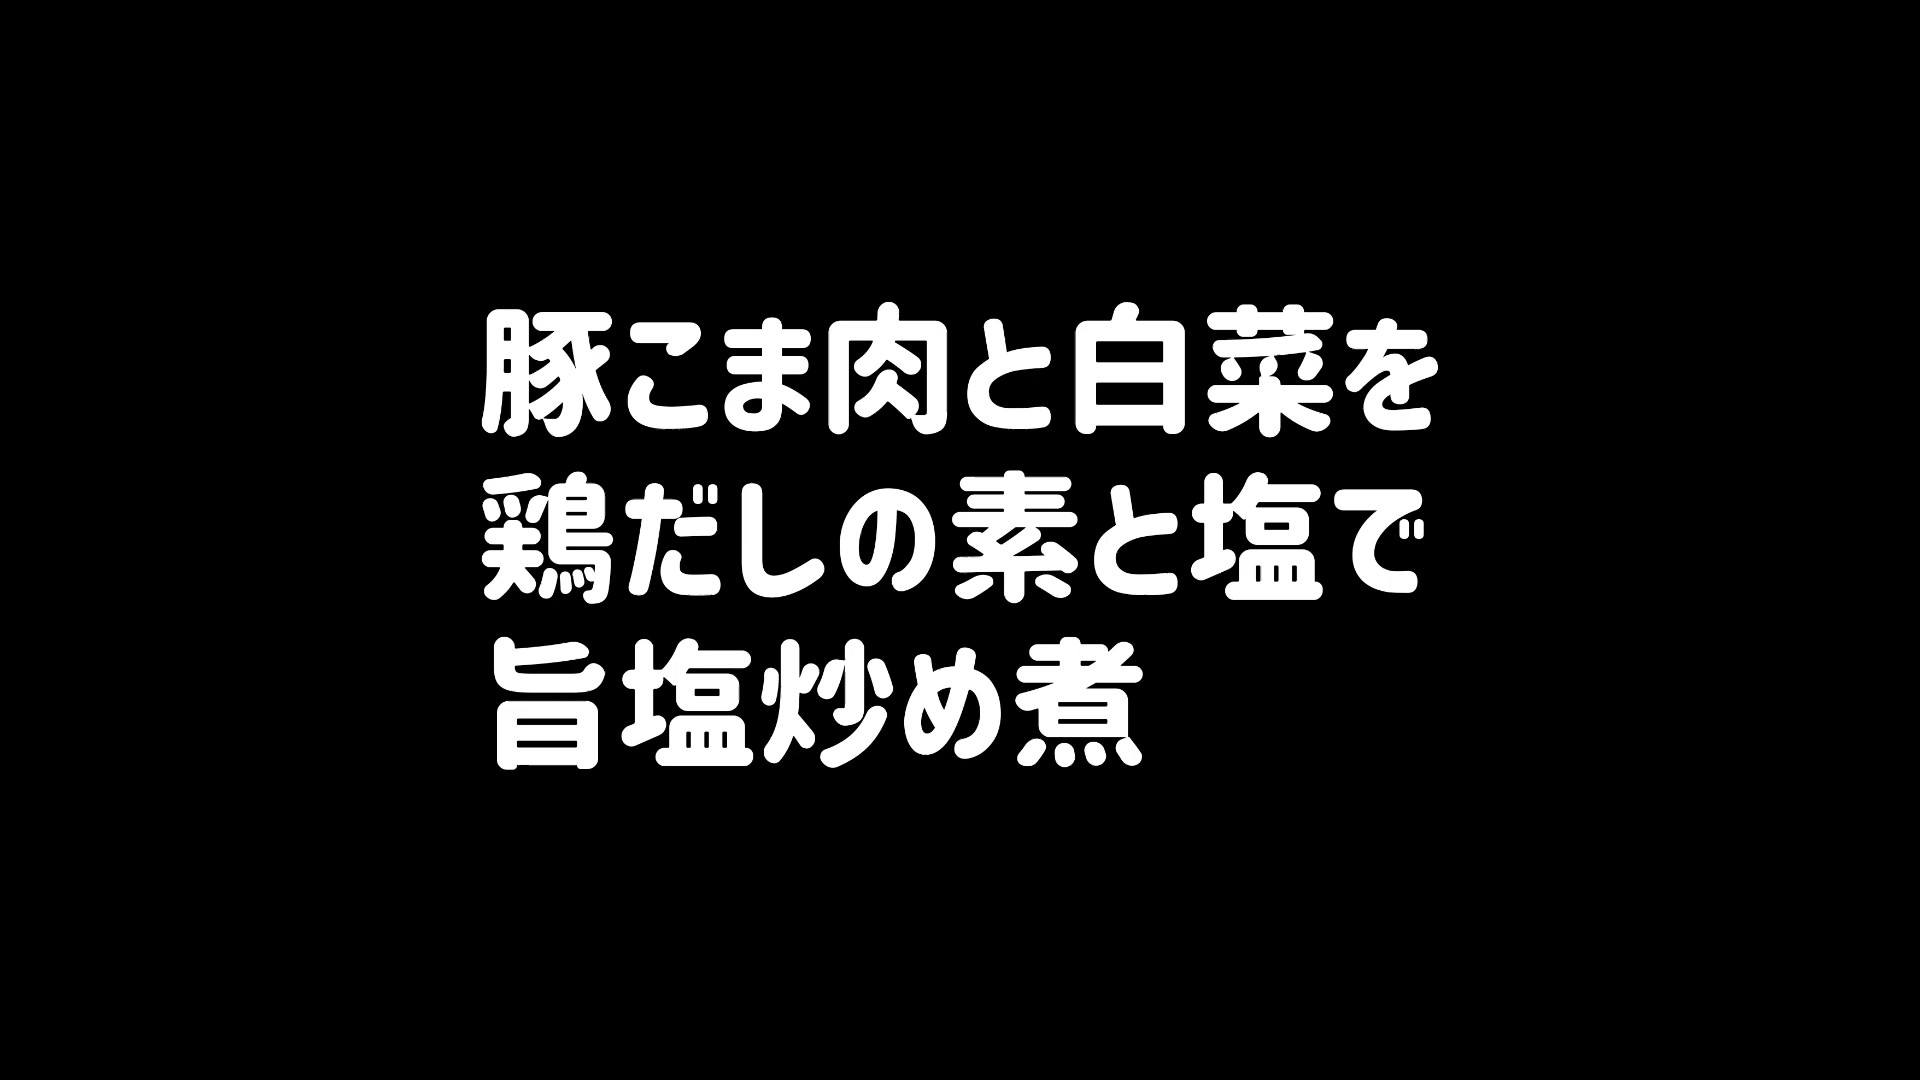 豚こま肉と白菜を
鶏だしの素と塩で
旨塩炒め煮